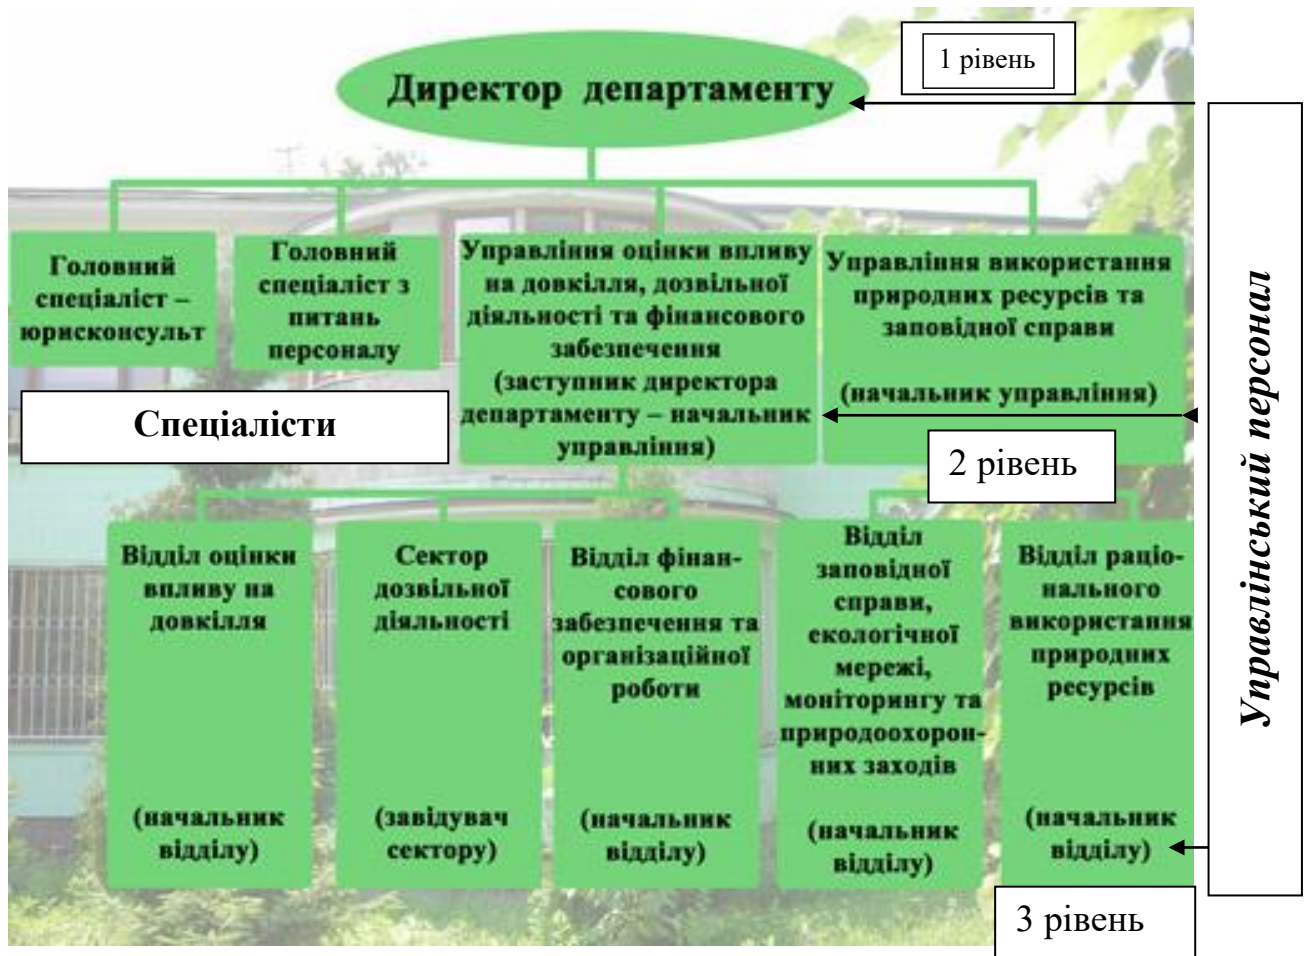 1 рівень
Директор департаменту
Головний
спеціаліст –
юрисконсульт
Головний
спеціаліст з
питань
персоналу
Управління оцінки впливу
на довкілля, дозвільної
діяльності та фінансового
забезпечення
(заступник директора
департаменту – начальник
управління)
Управління використання
природних ресурсів та
заповідної справи
(начальник управління)
Спеціалісти
2 рівень
Відділ оцінки
впливу на
довкілля
(начальник
відділу)
Сектор
дозвільної
діяльності
(завідувач
сектору)
Відділ фінан-
сового
забезпечення та
організаційної
роботи
(начальник
відділу)
Відділ
заповідної
справи,
екологічної
мережі,
моніторингу та
природоохорон-
них заходів
(начальник
відділу)
Відділ раціо-
нального
використання
природних
ресурсів
(начальник
відділу)
3 рівень
Управлінський персонал